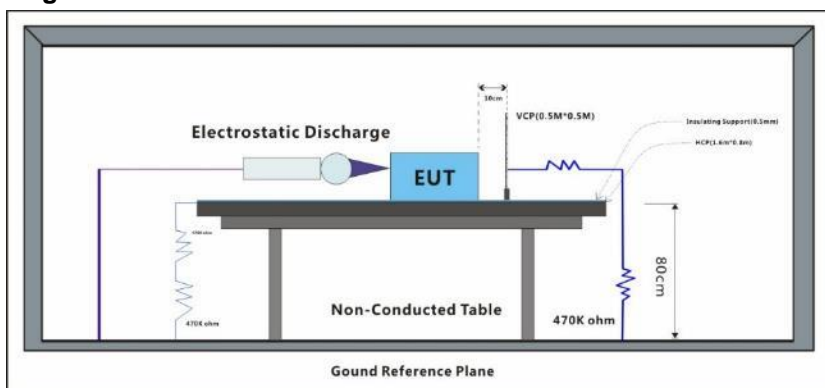 10cm
VCP(0.5M*0.5M)
Insulating Support(0.5mm)
Electrostatic Discharge
HCP(1.6m*0.8m)
EUT
80cm
Non-Conducted Table
470K ohm
470K ohm
Gound Reference Plane